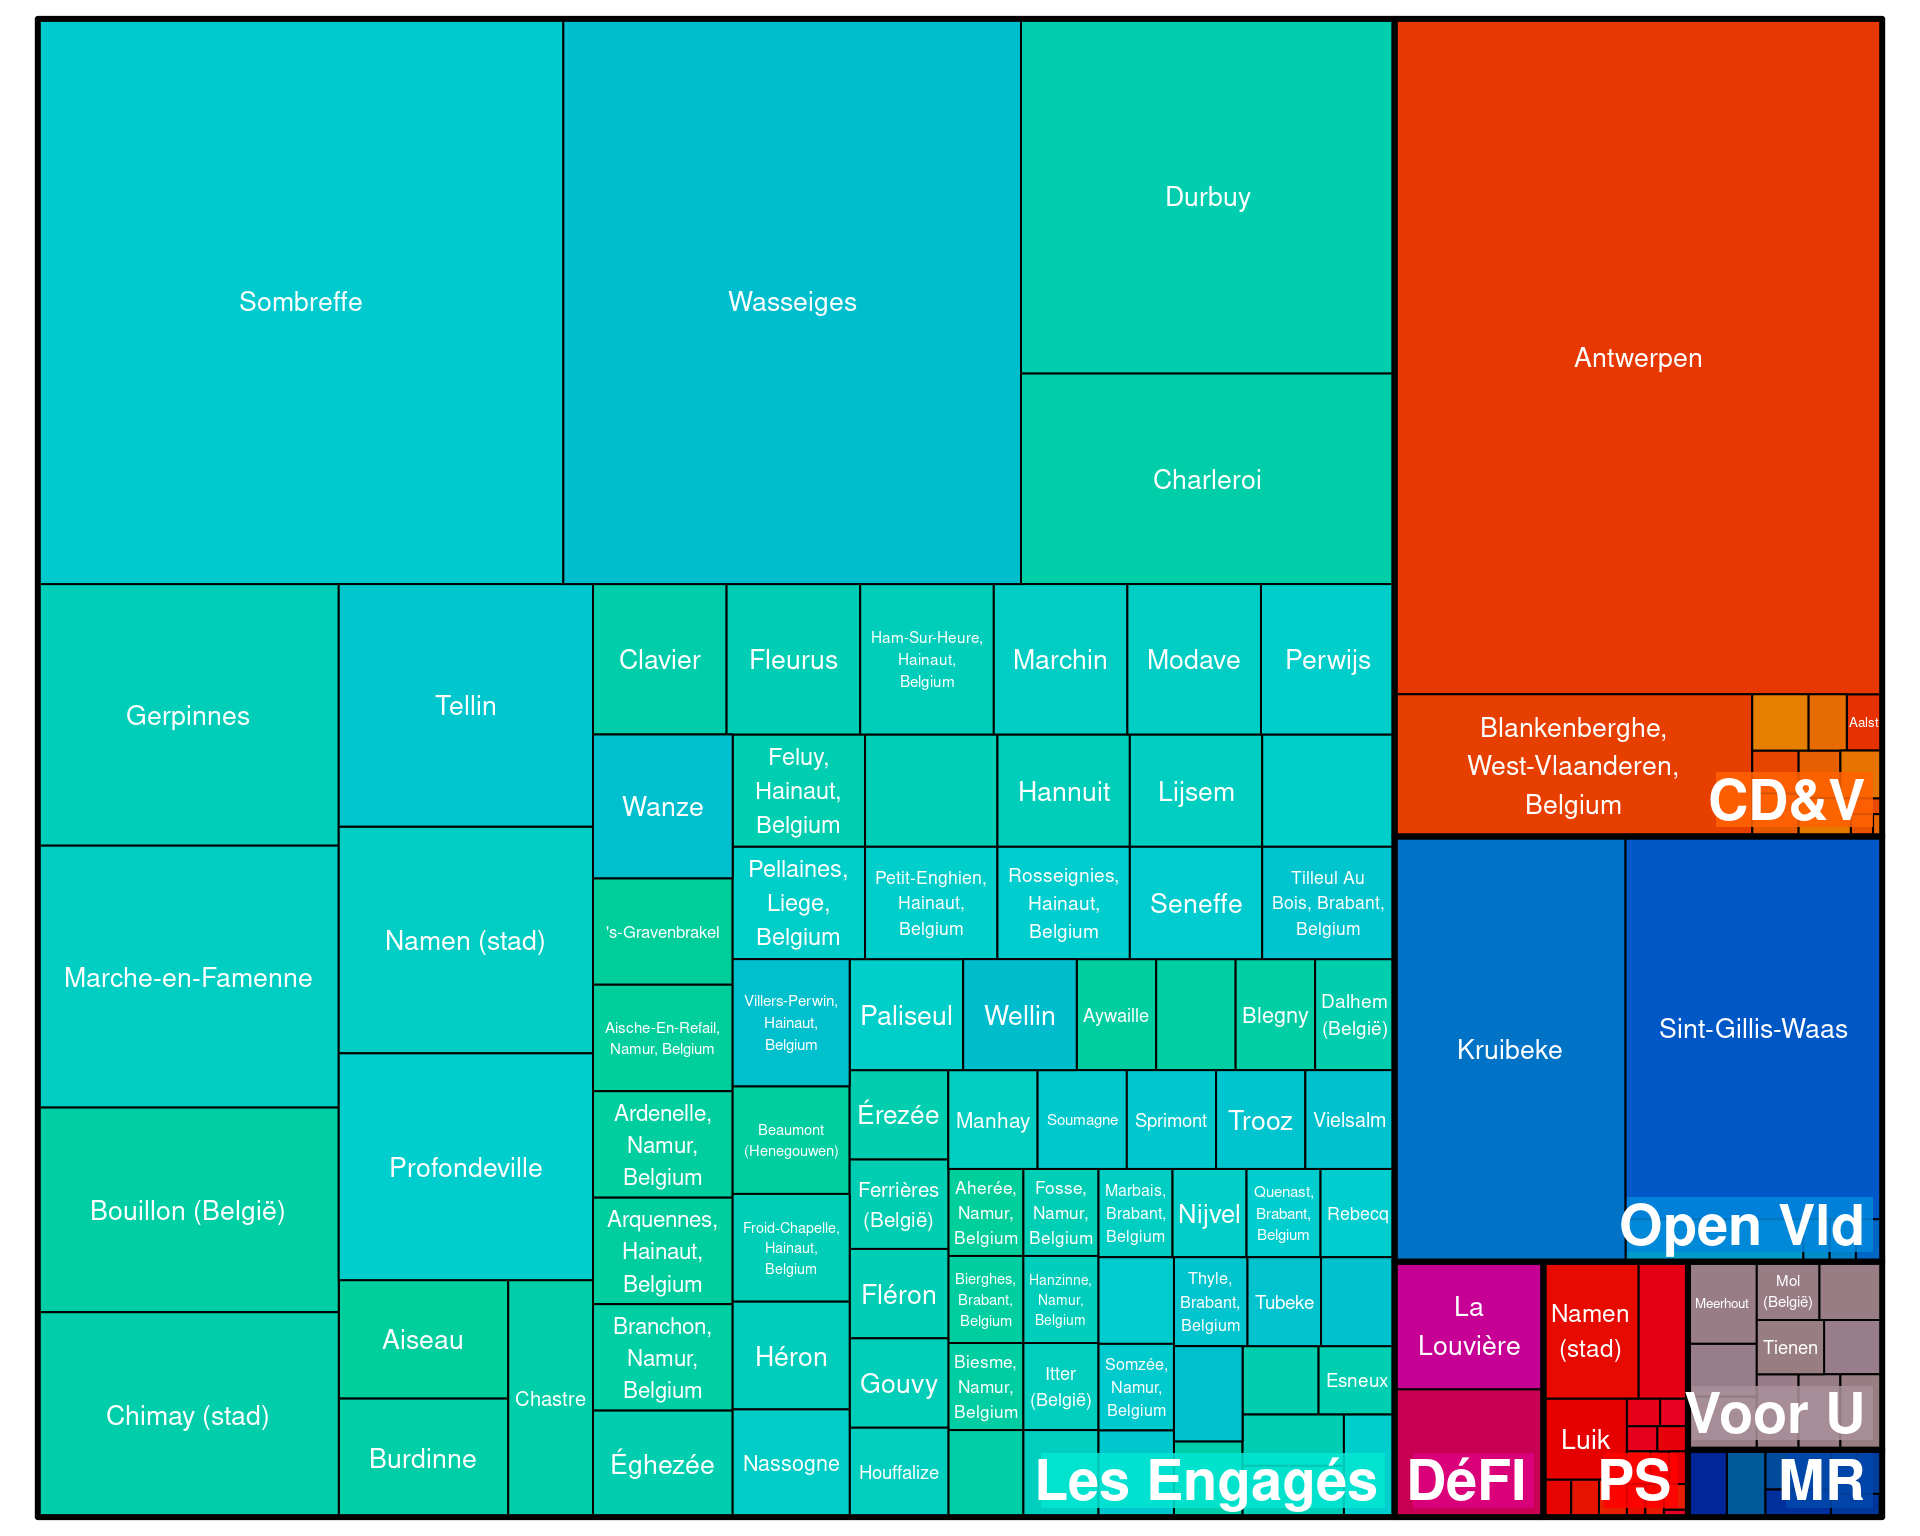 Sombreffe
Wasseiges
Durbuy
Charleroi
Antwerpen
Gerpinnes
Marche-en-Famenne
Bouillon (België)
Chimay (stad)
Tellin
Namen (stad)
Profondeville
Aiseau
Burdinne
Chastre
Clavier
Fleurus
Ham-Sur-Heure,
Hainaut,
Belgium
Marchin
Modave
Perwijs
Wanze
's-Gravenbrakel
Aische-En-Refail,
Namur, Belgium
Ardenelle,
Namur,
Belgium
Arquennes,
Hainaut,
Belgium
Branchon,
Namur,
Belgium
Éghezée
Feluy,
Hainaut,
Belgium
Hannuit
Lijsem
Pellaines,
Liege,
Belgium
Petit-Enghien,
Hainaut,
Belgium
Rosseignies,
Hainaut,
Belgium
Seneffe
Tilleul Au
Bois, Brabant,
Belgium
Villers-Perwin,
Hainaut,
Belgium
Beaumont
(Henegouwen)
Froid-Chapelle,
Hainaut,
Belgium
Héron
Nassogne
Paliseul
Wellin
Aywaille
Blegny
Dalhem
(België)
Érezée
Ferrières
(België)
Fléron
Gouvy
Houffalize
Manhay
Soumagne
Sprimont
Trooz
Vielsalm
Aherée,
Namur,
Belgium
Fosse,
Namur,
Belgium
Marbais,
Brabant,
Belgium
Nijvel
Quenast,
Brabant,
Belgium
Rebecq
Bierghes,
Brabant,
Belgium
Hanzinne,
Namur,
Belgium
Thyle,
Brabant,
Belgium
Tubeke
Biesme,
Namur,
Belgium
Itter
(België)
Somzée,
Namur,
Belgium
Esneux
Les Engagés
Blankenberghe,
West-Vlaanderen,
Belgium
Aalst
CD&V
Kruibeke
Sint-Gillis-Waas
Open Vld
La
Louvière
DéFI
Namen
(stad)
Luik
PS
Meerhout
Mol
(België)
Tienen
Voor U
MR